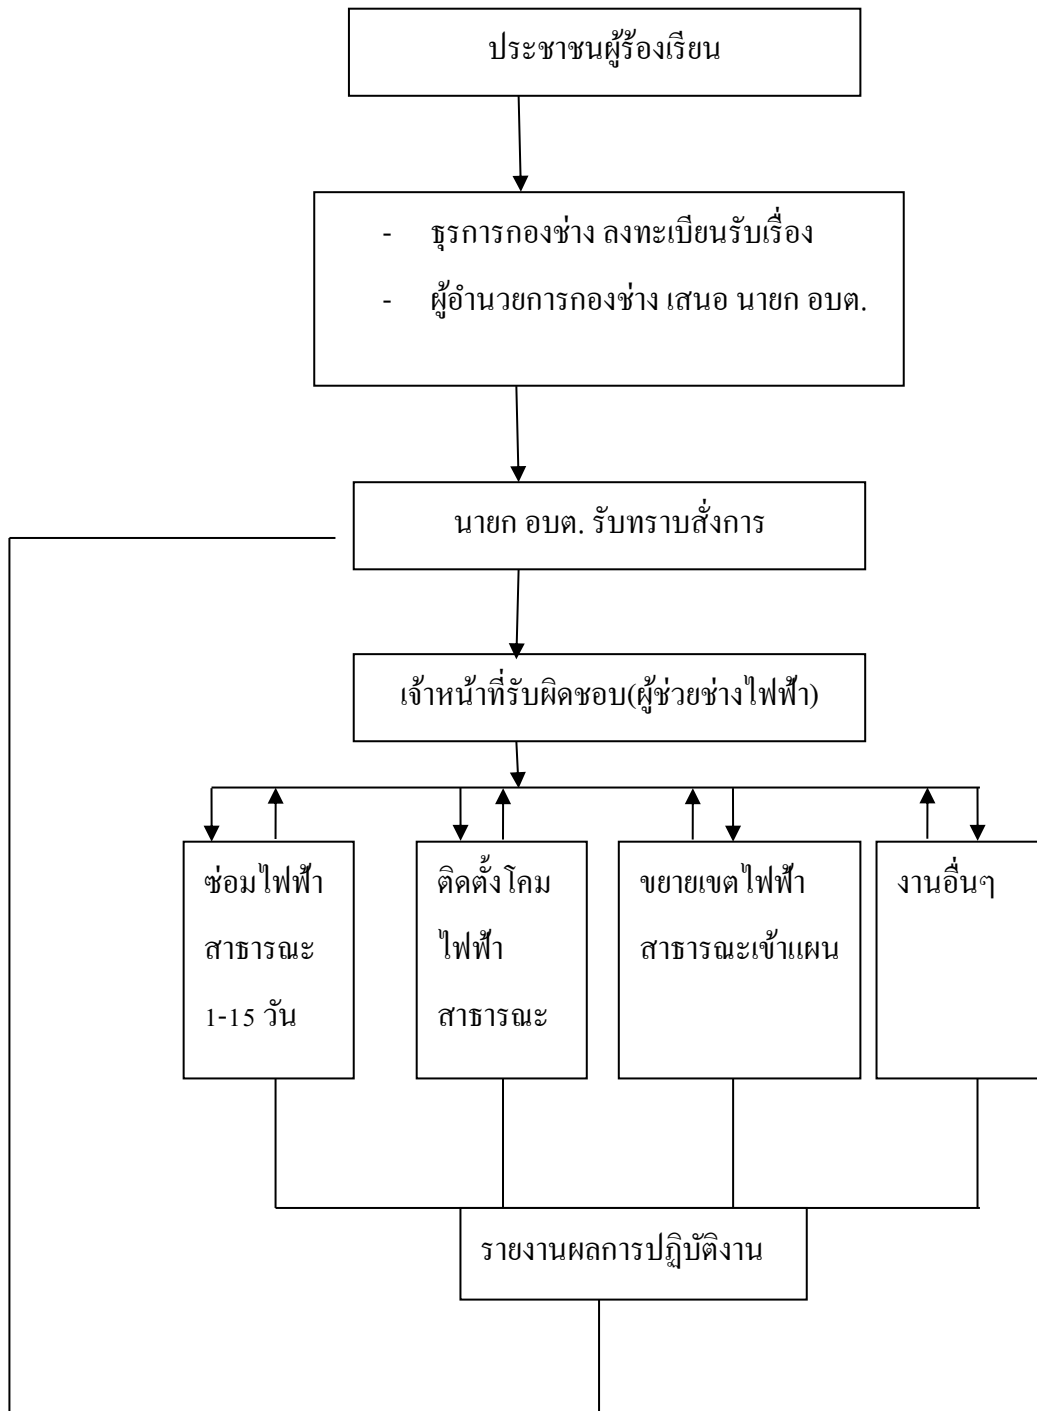 ประชาชนผู้ร้องเรียน
- ธุรการกองช่าง ลงทะเบียนรับเรื่อง
- ผู้อำนวยการกองช่าง เสนอ นายก อบต.
นายก อบต. รับทราบสั่งการ
เจ้าหน้าที่รับผิดชอบ(ผู้ช่วยช่างไฟฟ้า)
ซ่อมไฟฟ้า
สาธารณะ
1-15 วัน
ติดตั้งโคม
ไฟฟ้า
สาธารณะ
ขยายเขตไฟฟ้า
สาธารณะเข้าแผน
งานอื่นๆ
รายงานผลการปฏิบัติงาน